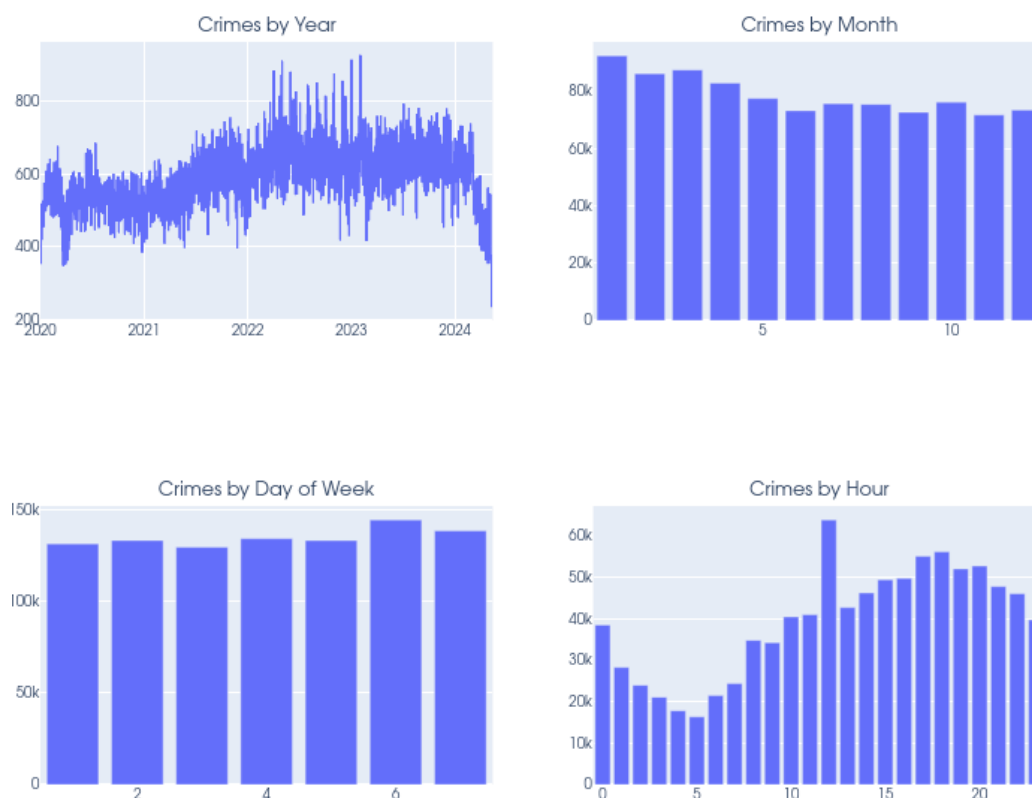 Crimes by Year
Crimes by Month
800
600
400
200
2020 2021 2022 2023 2024
80k
60k
40k
20k
0
5 10
Crimes by Day of Week
Crimes by Hour
150k
100k
50k
0
2 4 6
60k
50k
40k
30k
20k
10k
0
0 5 10 15 20